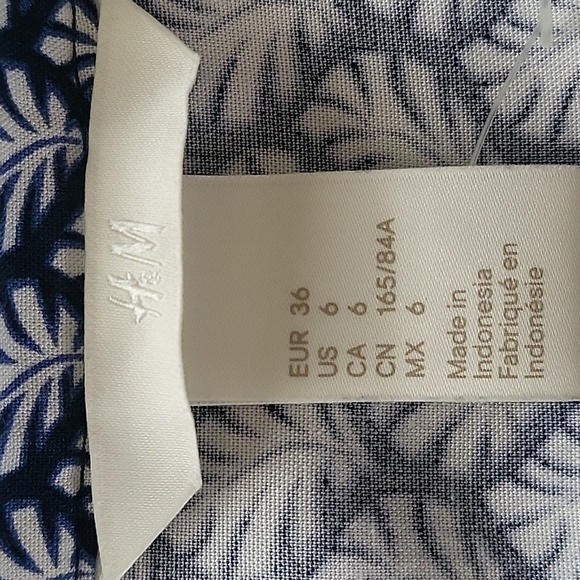 H&M
EUR 36
US 6
CA 6
CN 165/84A
MX 6
Made in
Indonesia
Fabriqué en
Indonésie